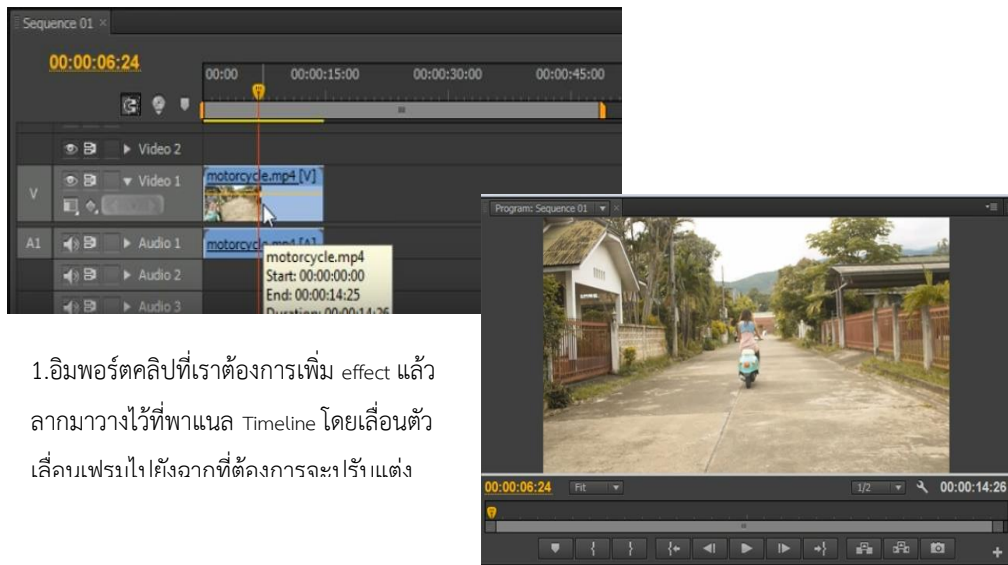 Sequence 01 ×
00:00:06:24
00:00 00:00:15:00 00:00:30:00 00:00:45:00
Video 2
V Video 1
motorcycle.mp4 [V]
A1 Audio 1
motorcycle.mp4 [A]
motorcycle.mp4
Start: 00:00:00:00
Audio 2
End: 00:00:14:25
Audio 3
Duration: 00:00:14:26
Program: Sequence 01
1.อิมพอร์ตคลิปที่เราต้องการเพิ่ม effect แล้ว
ลากมาวางไว้ที่พาแนล Timeline โดยเลื่อนตัว
เลื่อนเฟรมไปยังฉากที่ต้องการจะปรับแต่ง
00:00:06:24 Fit 1/2 00:00:14:26